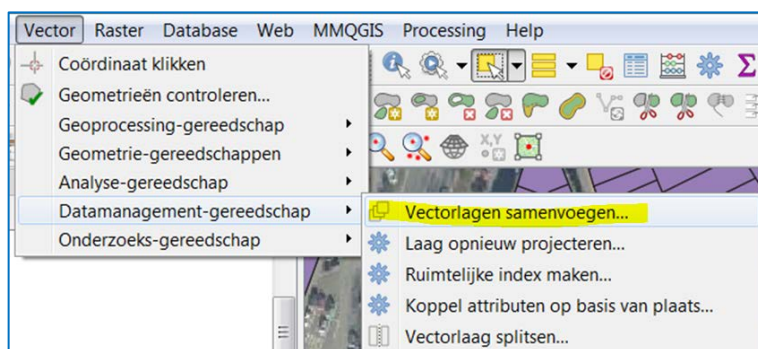 Vector Raster Database Web MMQGIS Processing Help
Coördinaat klikken
Geometrieën controleren...
Geoprocessing-gereedschap
Geometrie-gereedschappen
Analyse-gereedschap
Datamanagement-gereedschap
Onderzoeks-gereedschap
X,Y
Vectorlagen samenvoegen...
Laag opnieuw projecteren...
Ruimtelijke index maken...
Koppel attributen op basis van plaats...
Vectorlaag splitsen...